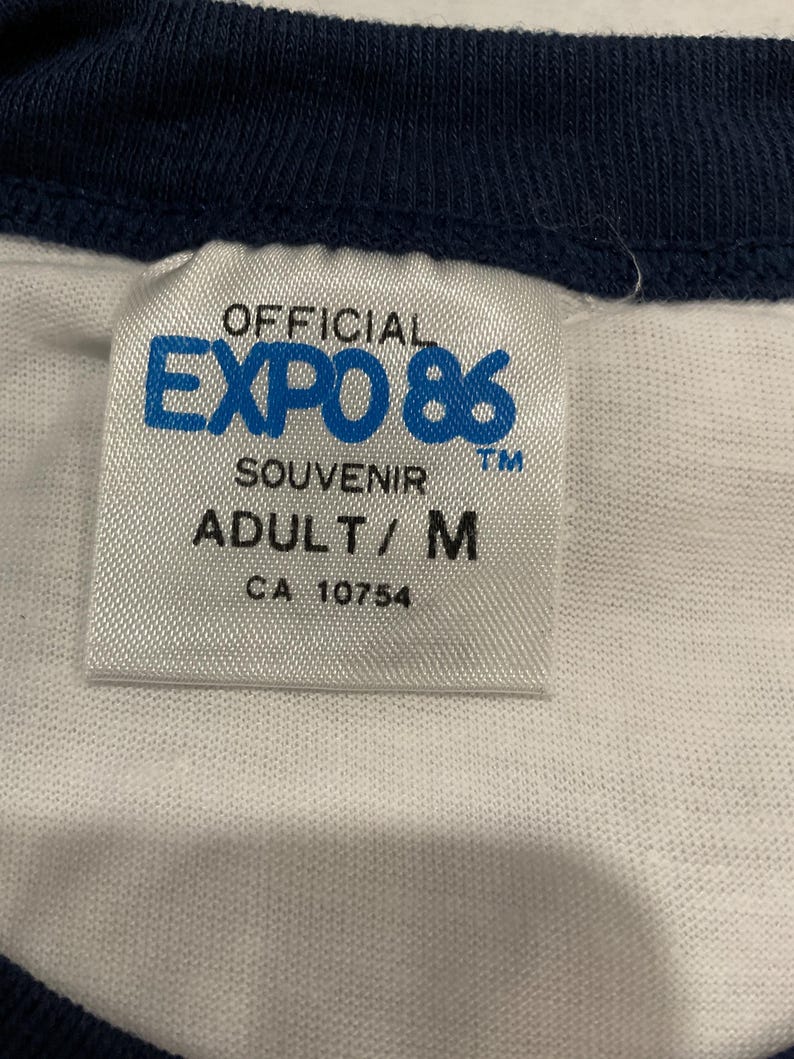 OFFICIAL
EXPO 86
TM
SOUVENIR
ADULT / M
CA 10754